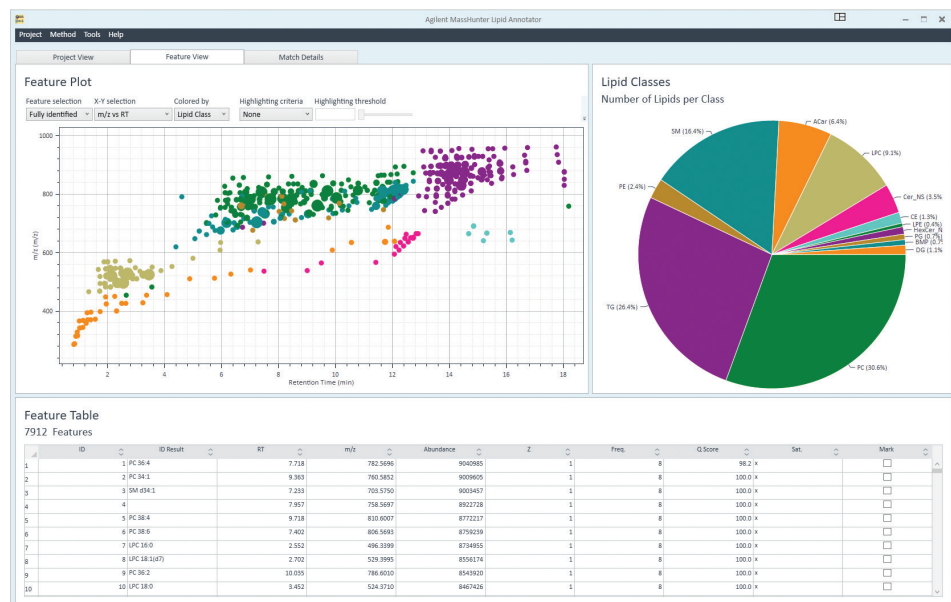 Agilent MassHunter Lipid Annotator
Project Method Tools Help
Project View Feature View Match Details
Feature Plot
Feature selection X-Y selection Colored by Highlighting criteria Highlighting threshold
Fully identified m/z vs RT Lipid Class None
1000
800
600
400
m/z (m/z)
2 4 6 8 10 12 14 16 18
Retention Time (min)
Lipid Classes
Number of Lipids per Class
SM (16.4%)
ACar (6.4%)
LPC (9.1%)
PE (2.4%)
Cer_NS (3.5%
CE (1.3%)
LPE (0.4%)
HexCer_N
PG (0.7%)
BMP (0.7%
DG (1.1%)
TG (26.4%)
PC (30.6%)
Feature Table
7912 Features
ID ID Result RT m/z Abundance Z Freq. Q Score Sat. Mark
1 1 PC 36:4 7.718 782.5696 9040985 1 8 98.2 x
2 2 PC 34:1 9.363 760.5852 9009605 1 8 100.0 x
3 3 SM d34:1 7.233 703.5750 9003457 1 8 100.0 x
4 4 7.957 758.5697 8922728 1 8 100.0 x
5 5 PC 38:4 9.718 810.6007 8772217 1 8 100.0 x
6 6 PC 38:6 7.402 806.5693 8759239 1 8 100.0 x
7 7 LPC 16:0 2.552 496.3399 8734955 1 8 100.0 x
8 8 LPC 18:1(d7) 2.702 529.3995 8556174 1 8 100.0 x
9 9 PC 36:2 10.035 786.6010 8543920 1 8 100.0 x
10 10 LPC 18:0 3.452 524.3710 8467426 1 8 100.0 x